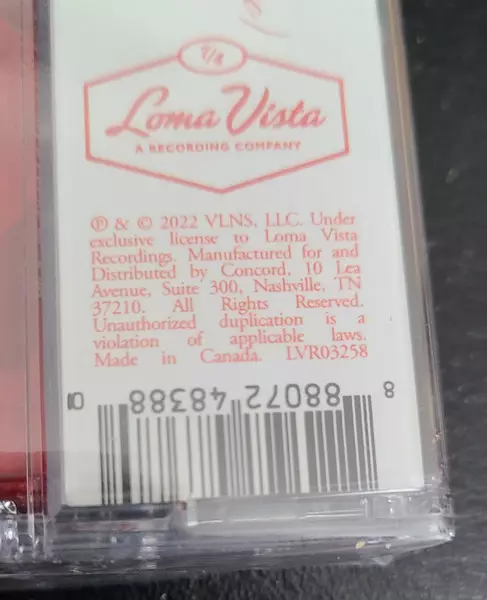 7/4
Loma Vista
A RECORDING COMPANY
℗ & © 2022 VLNS, LLC. Under
exclusive license to Loma Vista
Recordings. Manufactured for and
Distributed by Concord, 10 Lea
Avenue, Suite 300, Nashville, TN
37210. All Rights Reserved.
Unauthorized duplication is a
violation of applicable laws.
Made in Canada. LVR03258
8 88072 48388 0